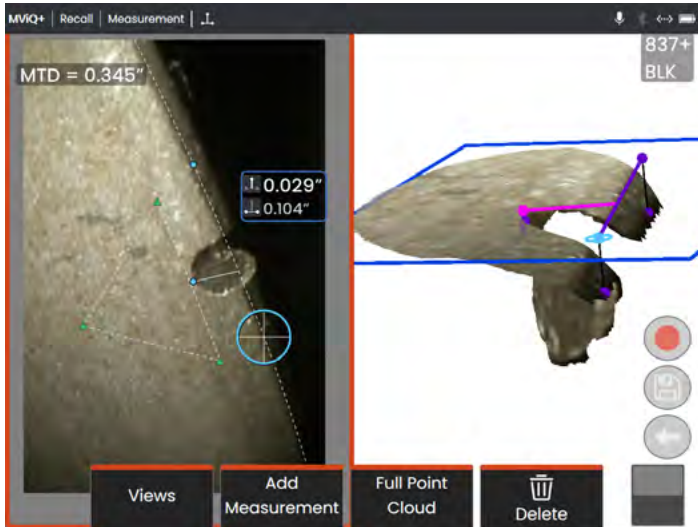 MViQ+ Recall Measurement
MTD = 0.345"
837+
BLK
0.029"
0.104"
Views
Add
Measurement
Full Point
Cloud
Delete